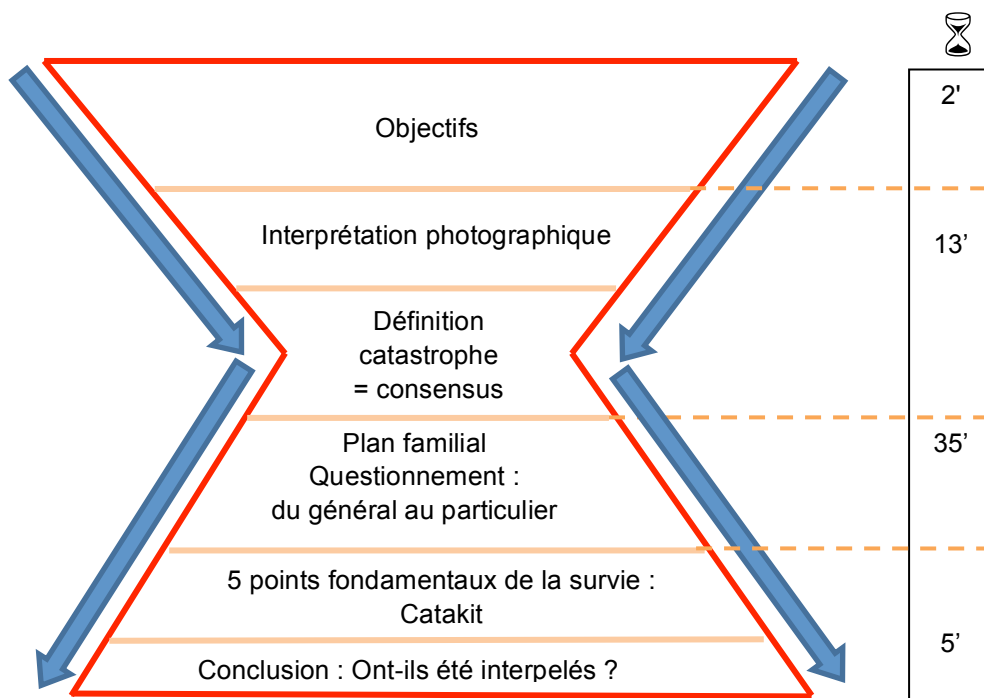 2'
Objectifs
Interprétation photographique
13’
Définition
catastrophe
= consensus
Plan familial
35’
Questionnement :
du général au particulier
5 points fondamentaux de la survie :
Catakit
5’
Conclusion : Ont-ils été interpelés ?